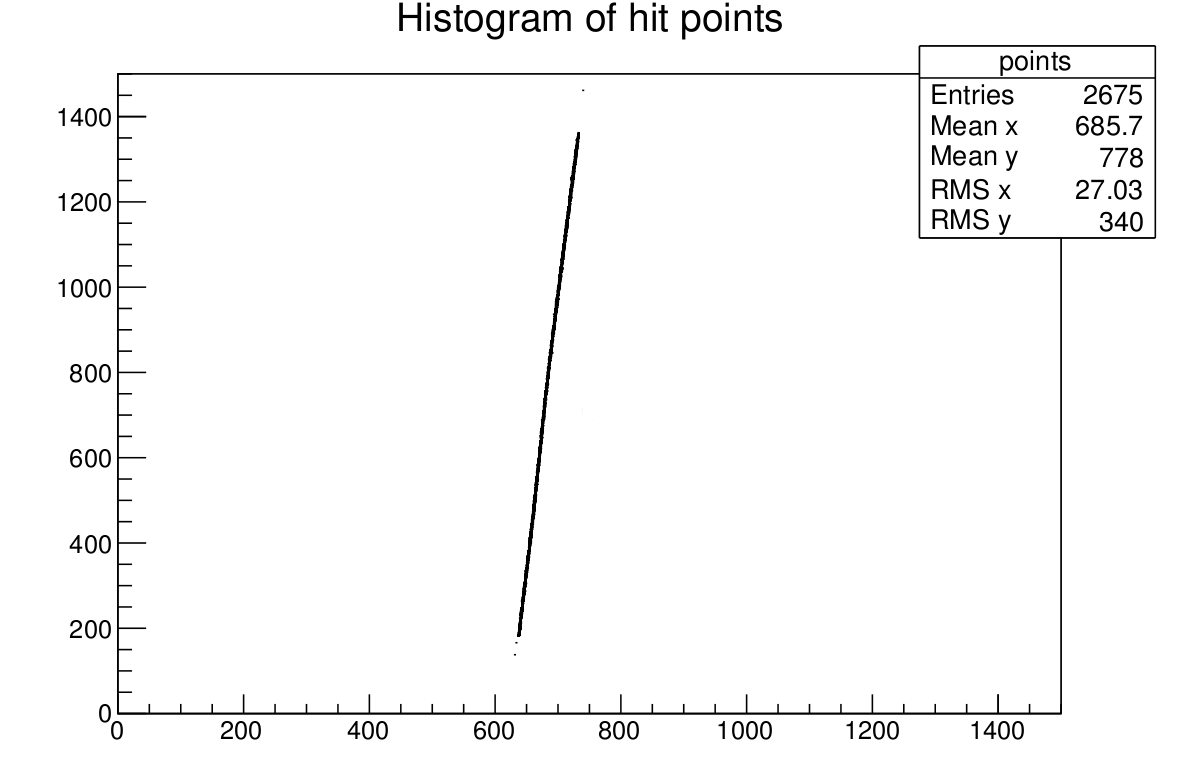 Histogram of hit points
points
Entries 2675
Mean x 685.7
Mean y 778
RMS x 27.03
RMS y 340
1400
1200
1000
800
600
400
200
0
0 200 400 600 800 1000 1200 1400